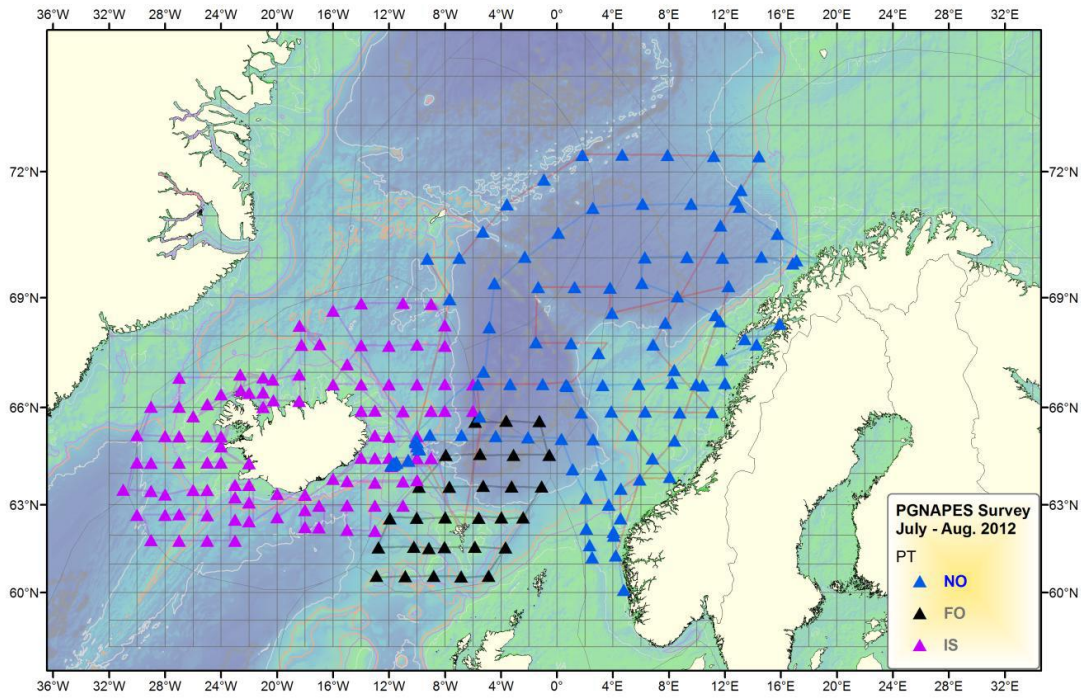 36°W 32°W 28°W 24°W 20°W 16°W 12°W 8°W 4°W 0° 4°E 8°E 12°E 16°E 20°E 24°E 28°E 32°E
72°N 72°N
69°N 69°N
66°N 66°N
63°N 63°N
60°N 60°N
PGNAPES Survey
July - Aug. 2012
PT
NO
FO
IS
36°W 32°W 28°W 24°W 20°W 16°W 12°W 8°W 4°W 0° 4°E 8°E 12°E 16°E 20°E 24°E 28°E 32°E